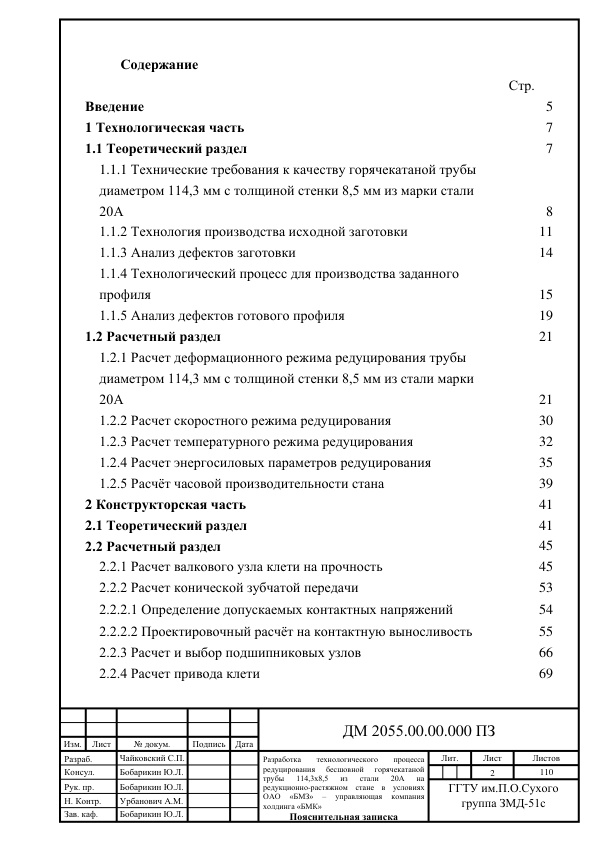 Содержание
Стр.
Введение 5
1 Технологическая часть 7
1.1 Теоретический раздел 7
1.1.1 Технические требования к качеству горячекатаной трубы
диаметром 114,3 мм с толщиной стенки 8,5 мм из марки стали
20А 8
1.1.2 Технология производства исходной заготовки 11
1.1.3 Анализ дефектов заготовки 14
1.1.4 Технологический процесс для производства заданного
профиля 15
1.1.5 Анализ дефектов готового профиля 19
1.2 Расчетный раздел 21
1.2.1 Расчет деформационного режима редуцирования трубы
диаметром 114,3 мм с толщиной стенки 8,5 мм из стали марки
20А 21
1.2.2 Расчет скоростного режима редуцирования 30
1.2.3 Расчет температурного режима редуцирования 32
1.2.4 Расчет энергосиловых параметров редуцирования 35
1.2.5 Расчёт часовой производительности стана 39
2 Конструкторская часть 41
2.1 Теоретический раздел 41
2.2 Расчетный раздел 45
2.2.1 Расчет валкового узла клети на прочность 45
2.2.2 Расчет конической зубчатой передачи 53
2.2.2.1 Определение допускаемых контактных напряжений 54
2.2.2.2 Проектировочный расчёт на контактную выносливость 55
2.2.3 Расчет и выбор подшипниковых узлов 66
2.2.4 Расчет привода клети 69
ДМ 2055.00.00.000 ПЗ
Изм. Лист № докум. Подпись Дата
Разраб. Чайковский С.П.
Консул. Бобарикин Ю.Л.
Рук. пр. Бобарикин Ю.Л.
Н. Контр. Урбанович А.М.
Зав. каф. Бобарикин Ю.Л.
Разработка технологического процесса
редуцирования бесшовной горячекатаной
трубы 114,3х8,5 из стали 20А на
редукционно-растяжном стане в условиях
ОАО «БМЗ» – управляющая компания
холдинга «БМК»
Пояснительная записка
Лит. Лист Листов
2 110
ГГТУ им.П.О.Сухого
группа ЗМД-51с